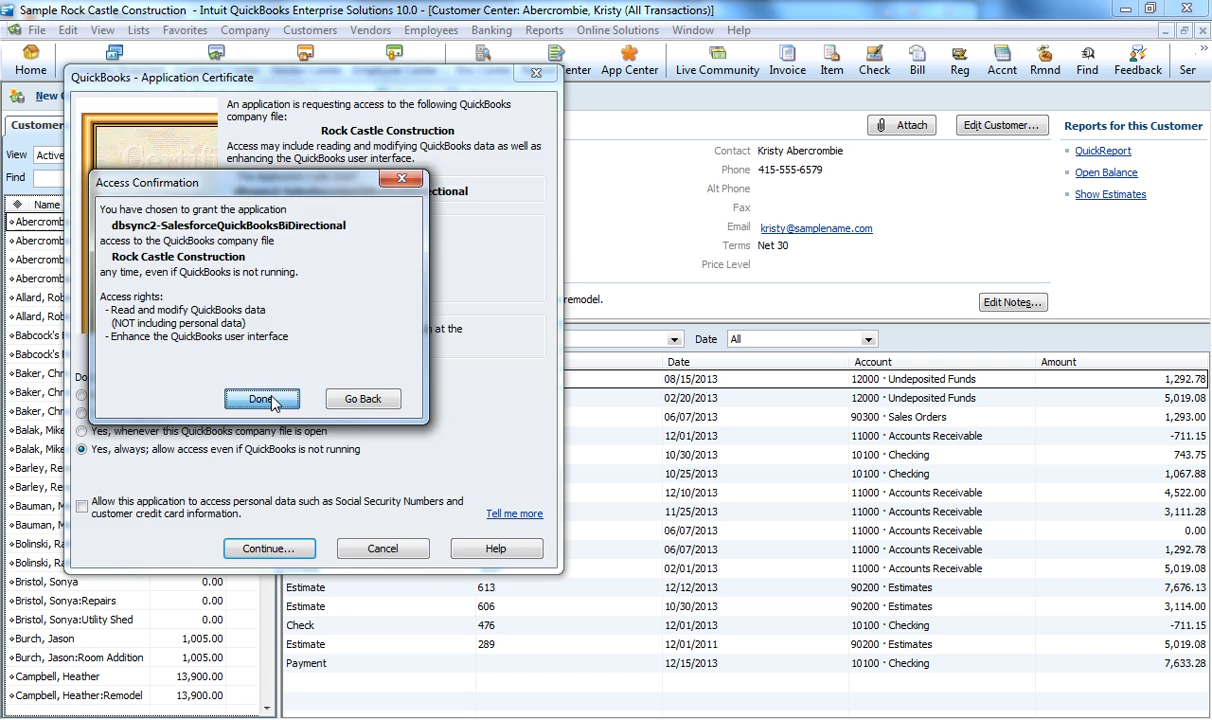 Sample Rock Castle Construction - Intuit QuickBooks Enterprise Solutions 10.0 - [Customer Center: Abercrombie, Kristy (All Transactions)]
File Edit View Lists Favorites Company Customers Vendors Employees Banking Reports Online Solutions Window Help
Home App Center Live Community Invoice Item Check Bill Reg Accnt Rmnd Find Feedback Ser
QuickBooks - Application Certificate
An application is requesting access to the following QuickBooks
company file:
Rock Castle Construction
Access may include reading and modifying QuickBooks data as well as
enhancing the QuickBooks user interface.
Access Confirmation
You have chosen to grant the application
dbsync2-SalesforceQuickBooksBiDirectional
access to the QuickBooks company file
Rock Castle Construction
any time, even if QuickBooks is not running.
Access rights:
- Read and modify QuickBooks data
(NOT including personal data)
- Enhance the QuickBooks user interface
Done Go Back
Yes, whenever this QuickBooks company file is open
Yes, always; allow access even if QuickBooks is not running
Allow this application to access personal data such as Social Security Numbers and
customer credit card information.
Tell me more
Continue... Cancel Help
New C
Customer
View Active
Find
Name
Abercromb
Abercromb
Abercromb
Abercromb
Allard, Rob
Allard, Rob
Babcock's
Babcock's
Baker, Chr
Baker, Chr
Baker, Chr
Balak, Mike
Balak, Mike
Barley, Re
Barley, Re
Bauman, M
Bauman, M
Bolinski, Ra
Bolinski, Ra
Bristol, Sonya 0.00
Bristol, Sonya:Repairs 0.00
Bristol, Sonya:Utility Shed 0.00
Burch, Jason 1,005.00
Burch, Jason:Room Addition 1,005.00
Campbell, Heather 13,900.00
Campbell, Heather:Remodel 13,900.00
Attach Edit Customer...
Contact Kristy Abercrombie
Phone 415-555-6579
Alt Phone
Fax
Email kristy@samplename.com
Terms Net 30
Price Level
remodel.
Edit Notes...
Reports for this Customer
QuickReport
Open Balance
Show Estimates
Date All
Date Account Amount
08/15/2013 12000 · Undeposited Funds 1,292.78
02/20/2013 12000 · Undeposited Funds 5,019.08
06/07/2013 90300 · Sales Orders 1,293.00
12/01/2013 11000 · Accounts Receivable -711.15
10/30/2013 10100 · Checking 743.75
10/25/2013 10100 · Checking 1,067.88
12/10/2013 11000 · Accounts Receivable 4,522.00
11/25/2013 11000 · Accounts Receivable 3,111.28
06/07/2013 11000 · Accounts Receivable 0.00
06/07/2013 11000 · Accounts Receivable 1,292.78
02/01/2013 11000 · Accounts Receivable 5,019.08
Estimate 613 12/12/2013 90200 · Estimates 7,676.13
Estimate 606 10/30/2013 90200 · Estimates 3,114.00
Check 476 12/01/2013 10100 · Checking -711.15
Estimate 289 12/01/2011 90200 · Estimates 5,019.08
Payment 12/15/2013 10100 · Checking 7,633.28